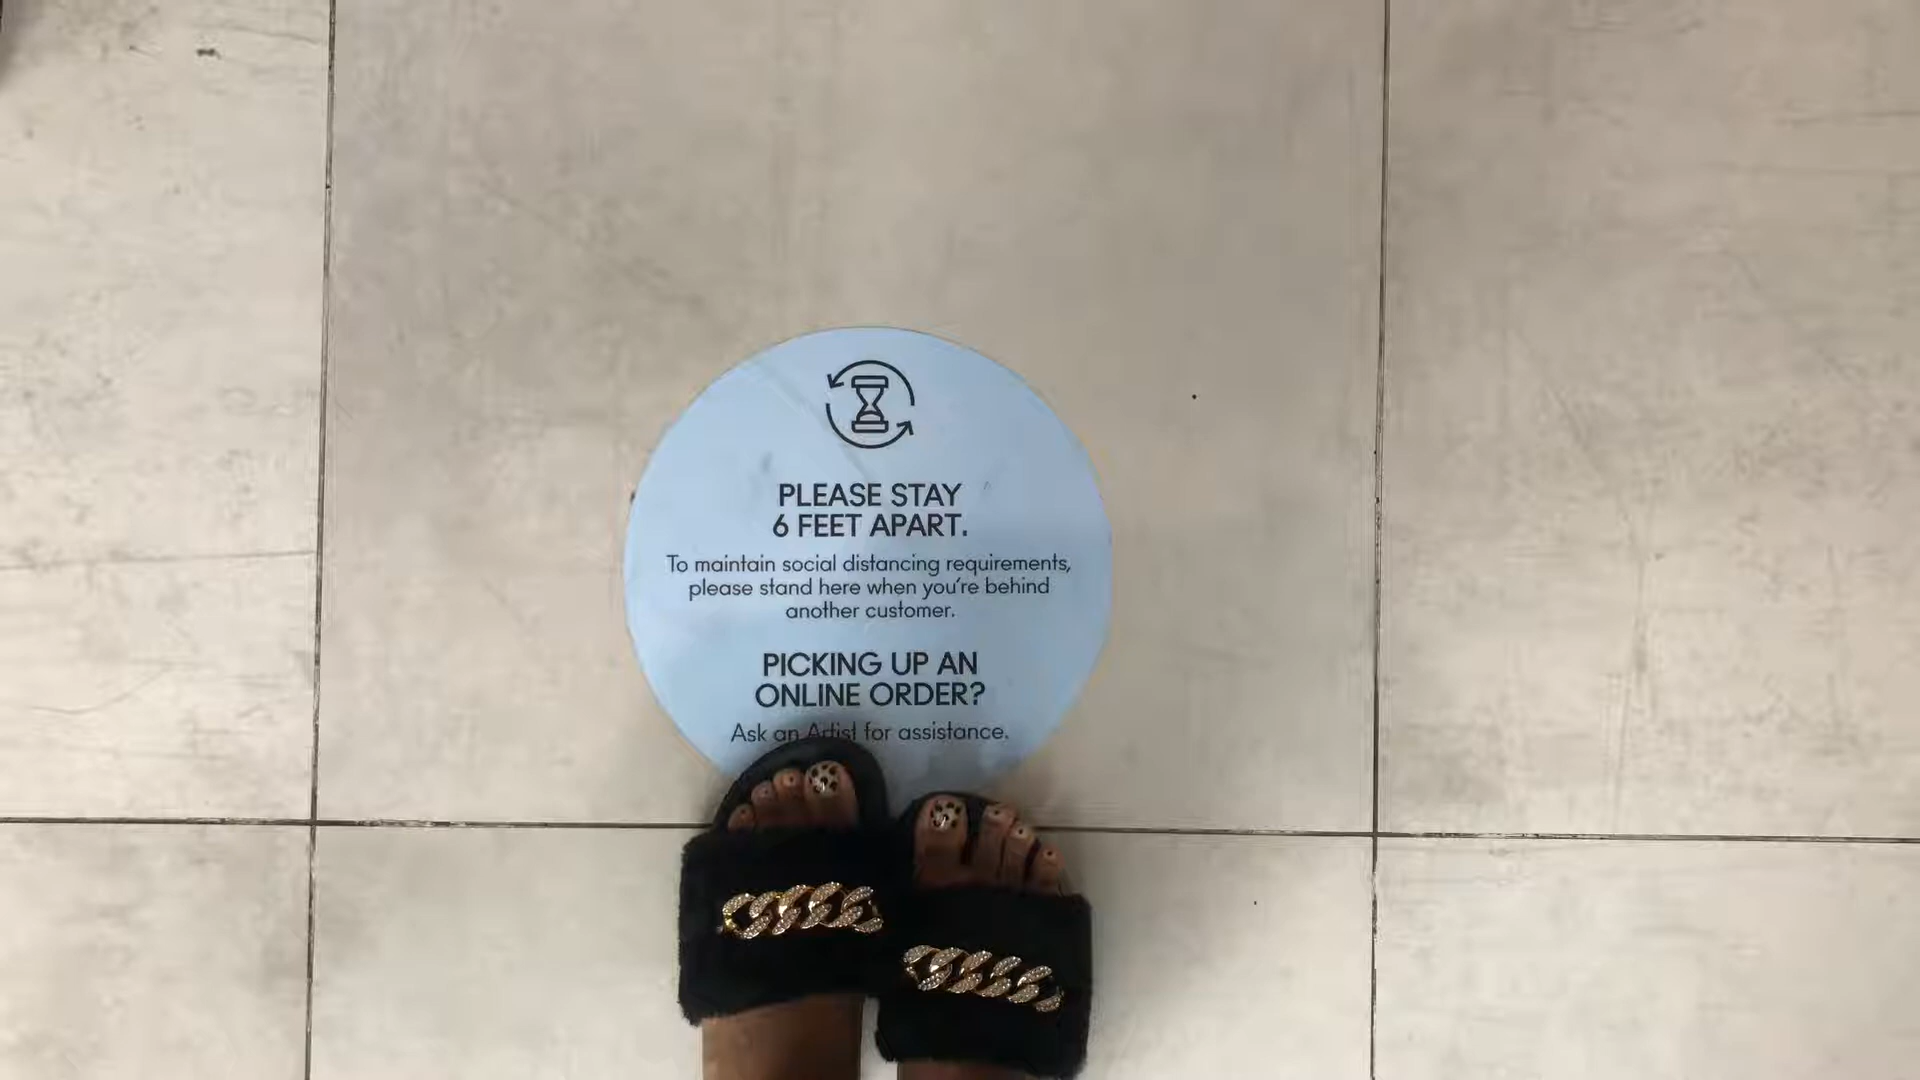 PLEASE STAY
6 FEET APART.
To maintain social distancing requirements,
please stand here when you're behind
another customer.
PICKING UP AN
ONLINE ORDER?
Ask an Artist for assistance.